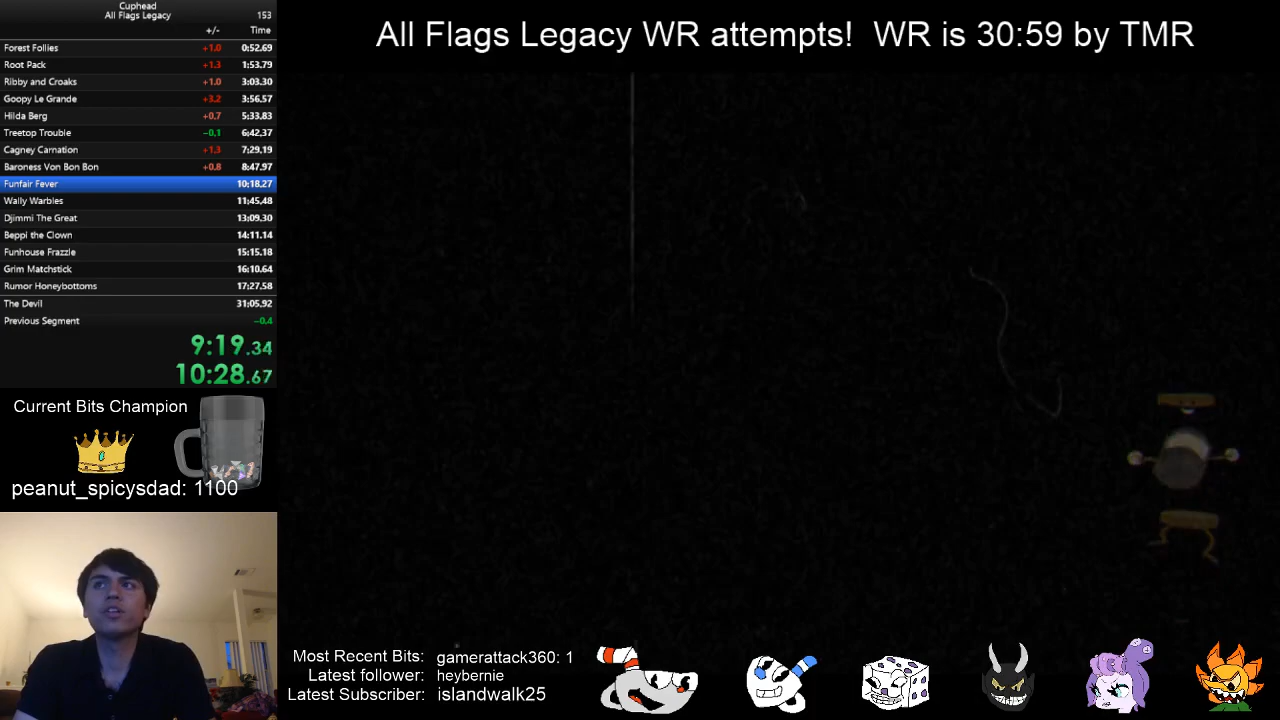 Cuphead
All Flags Legacy 153
+/- Time
Forest Follies +1.0 0:52.69
Root Pack +1.3 1:53.79
Ribby and Croaks +1.0 3:03.30
Goopy Le Grande +3.2 3:56.57
Hilda Berg +0.7 5:33.83
Treetop Trouble −0.1 6:42.37
Cagney Carnation +1.3 7:29.19
Baroness Von Bon Bon +0.8 8:47.97
Funfair Fever 10:18.27
Wally Warbles 11:45.48
Djimmi The Great 13:09.30
Beppi the Clown 14:11.14
Funhouse Frazzle 15:15.18
Grim Matchstick 16:10.64
Rumor Honeybottoms 17:27.58
The Devil 31:05.92
Previous Segment −0.4
9:19.34
10:28.67
All Flags Legacy WR attempts!  WR is 30:59 by TMR
Current Bits Champion
peanut_spicysdad: 1100
Most Recent Bits: gamerattack360: 1
Latest follower: heybernie
Latest Subscriber: islandwalk25